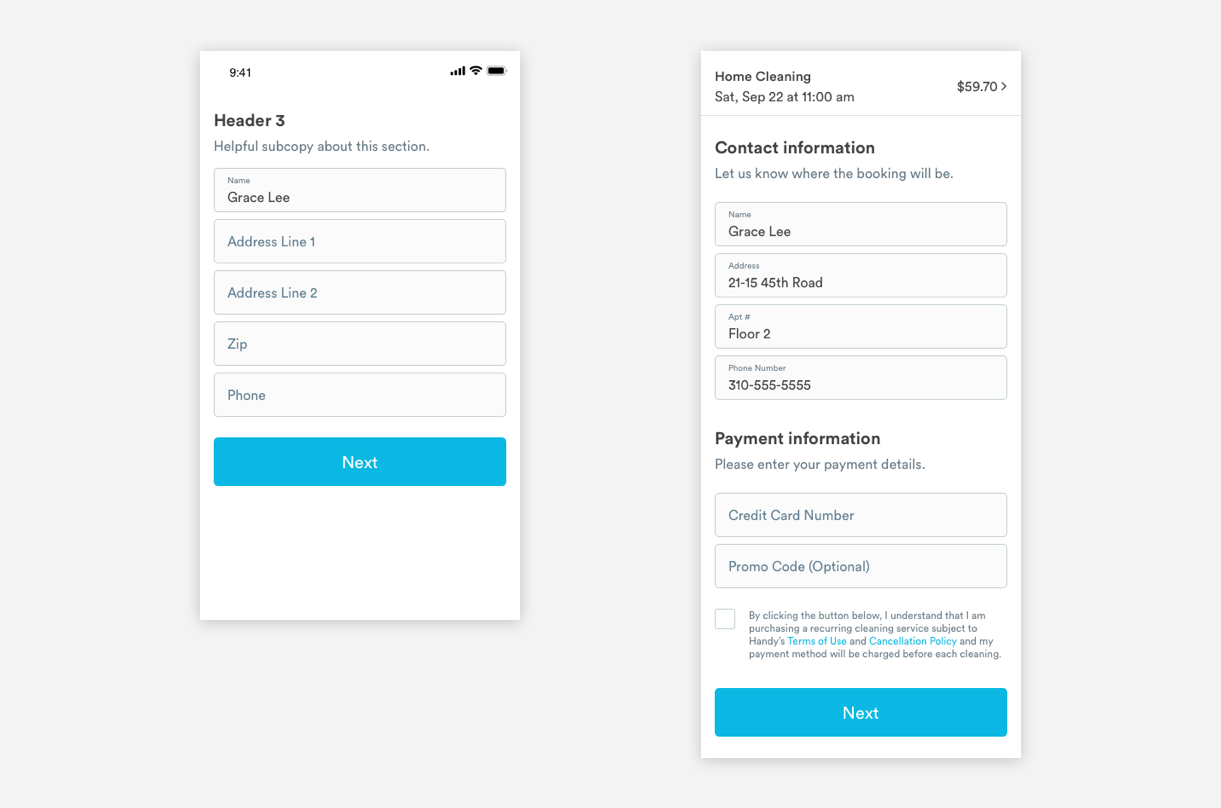 9:41
Header 3
Helpful subcopy about this section.
Name
Grace Lee
Address Line 1
Address Line 2
Zip
Phone
Next
Home Cleaning
Sat, Sep 22 at 11:00 am
$59.70
Contact information
Let us know where the booking will be.
Name
Grace Lee
Address
21-15 45th Road
Apt #
Floor 2
Phone Number
310-555-5555
Payment information
Please enter your payment details.
Credit Card Number
Promo Code (Optional)
By clicking the button below, I understand that I am
purchasing a recurring cleaning service subject to
Handy's Terms of Use and Cancellation Policy and my
payment method will be charged before each cleaning.
Next